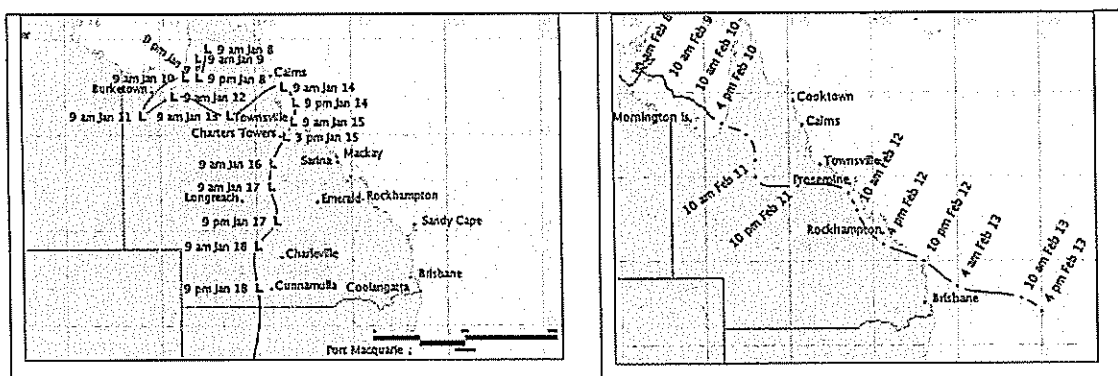 9 am Jan 8
9 pm Jan
9 am Jan 9
9 am Jan 10
9 pm Jan 8
Cairns
Burketown
9 am Jan 14
9 am Jan 12
9 pm Jan 14
9 am Jan 11
9 am Jan 13
Townsville
9 am Jan 15
Charters Towers
3 pm Jan 15
Mackay
9 am Jan 16
Sarina
9 am Jan 17
Longreach
Emerald
Rockhampton
9 pm Jan 17
Sandy Cape
9 am Jan 18
Charleville
Brisbane
9 pm Jan 18
Cunnamulla
Coolangatta
Port Macquarie
10 am Feb 8
10 am Feb 9
10 am Feb 10
4 pm Feb 10
Cooktown
Mornington Is.
Cairns
Townsville
10 am Feb 11
10 pm Feb 11
10 am Feb 12
Rockhampton
4 pm Feb 12
10 pm Feb 12
4 am Feb 13
10 am Feb 13
4 pm Feb 13
Brisbane